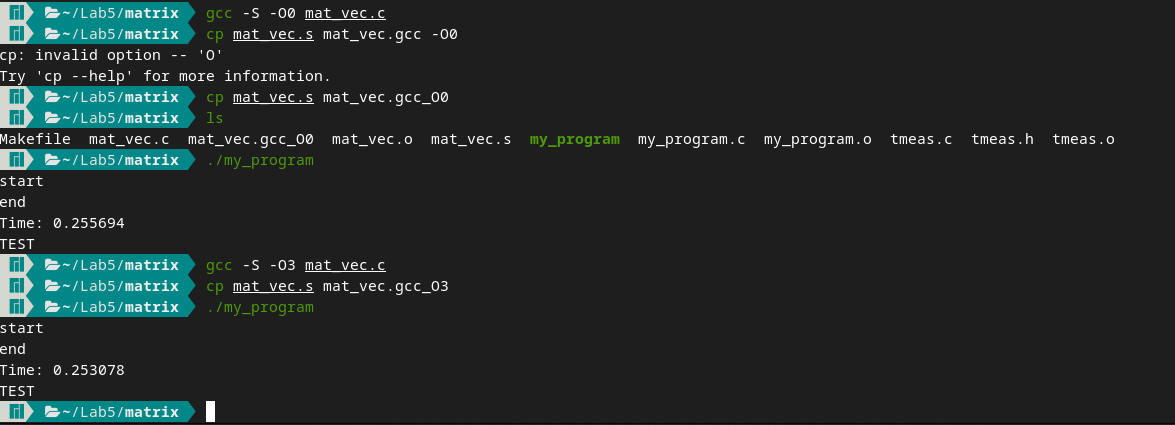 ~/Lab5/matrix gcc -S -O0 mat_vec.c
~/Lab5/matrix cp mat_vec.s mat_vec.gcc -O0
cp: invalid option -- 'O'
Try 'cp --help' for more information.
~/Lab5/matrix cp mat_vec.s mat_vec.gcc_O0
~/Lab5/matrix ls
Makefile mat_vec.c mat_vec.gcc_O0 mat_vec.o mat_vec.s my_program my_program.c my_program.o tmeas.c tmeas.h tmeas.o
~/Lab5/matrix ./my_program
start
end
Time: 0.255694
TEST
~/Lab5/matrix gcc -S -O3 mat_vec.c
~/Lab5/matrix cp mat_vec.s mat_vec.gcc_O3
~/Lab5/matrix ./my_program
start
end
Time: 0.253078
TEST
~/Lab5/matrix